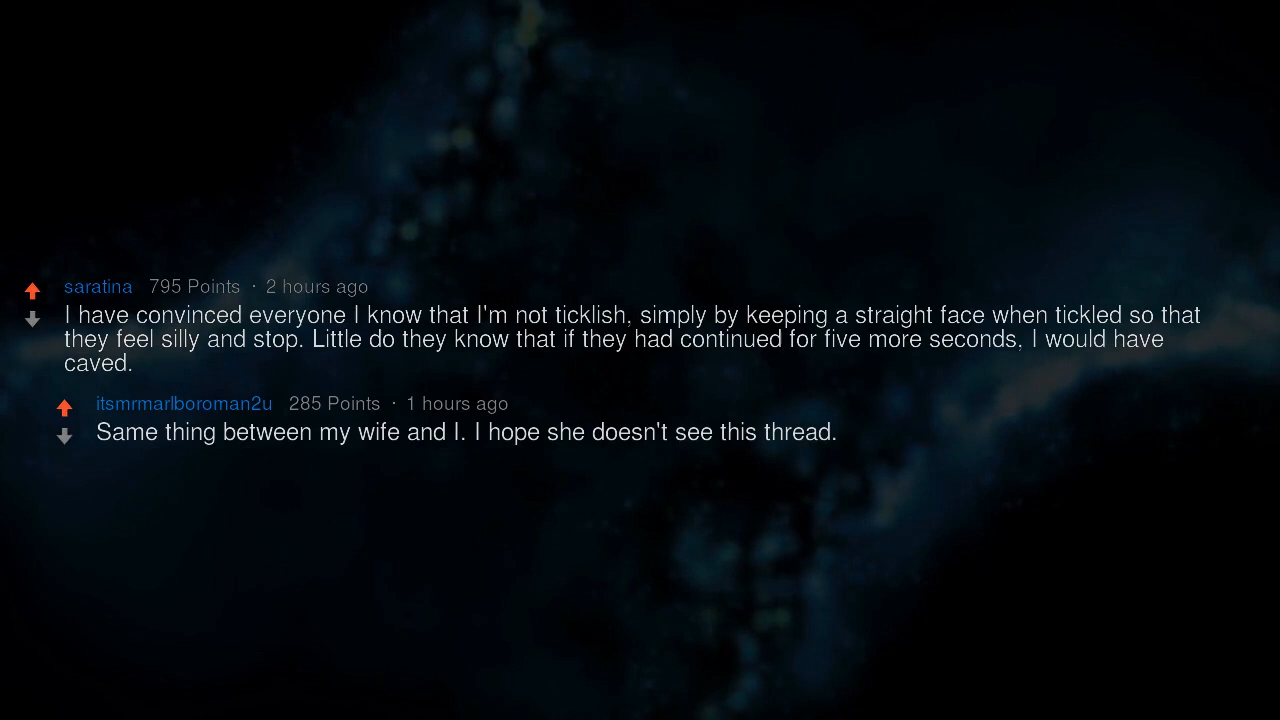 saratina 795 Points · 2 hours ago
I have convinced everyone I know that I'm not ticklish, simply by keeping a straight face when tickled so that
they feel silly and stop. Little do they know that if they had continued for five more seconds, I would have
caved.
itsmrmarlboroman2u 285 Points · 1 hours ago
Same thing between my wife and I. I hope she doesn't see this thread.